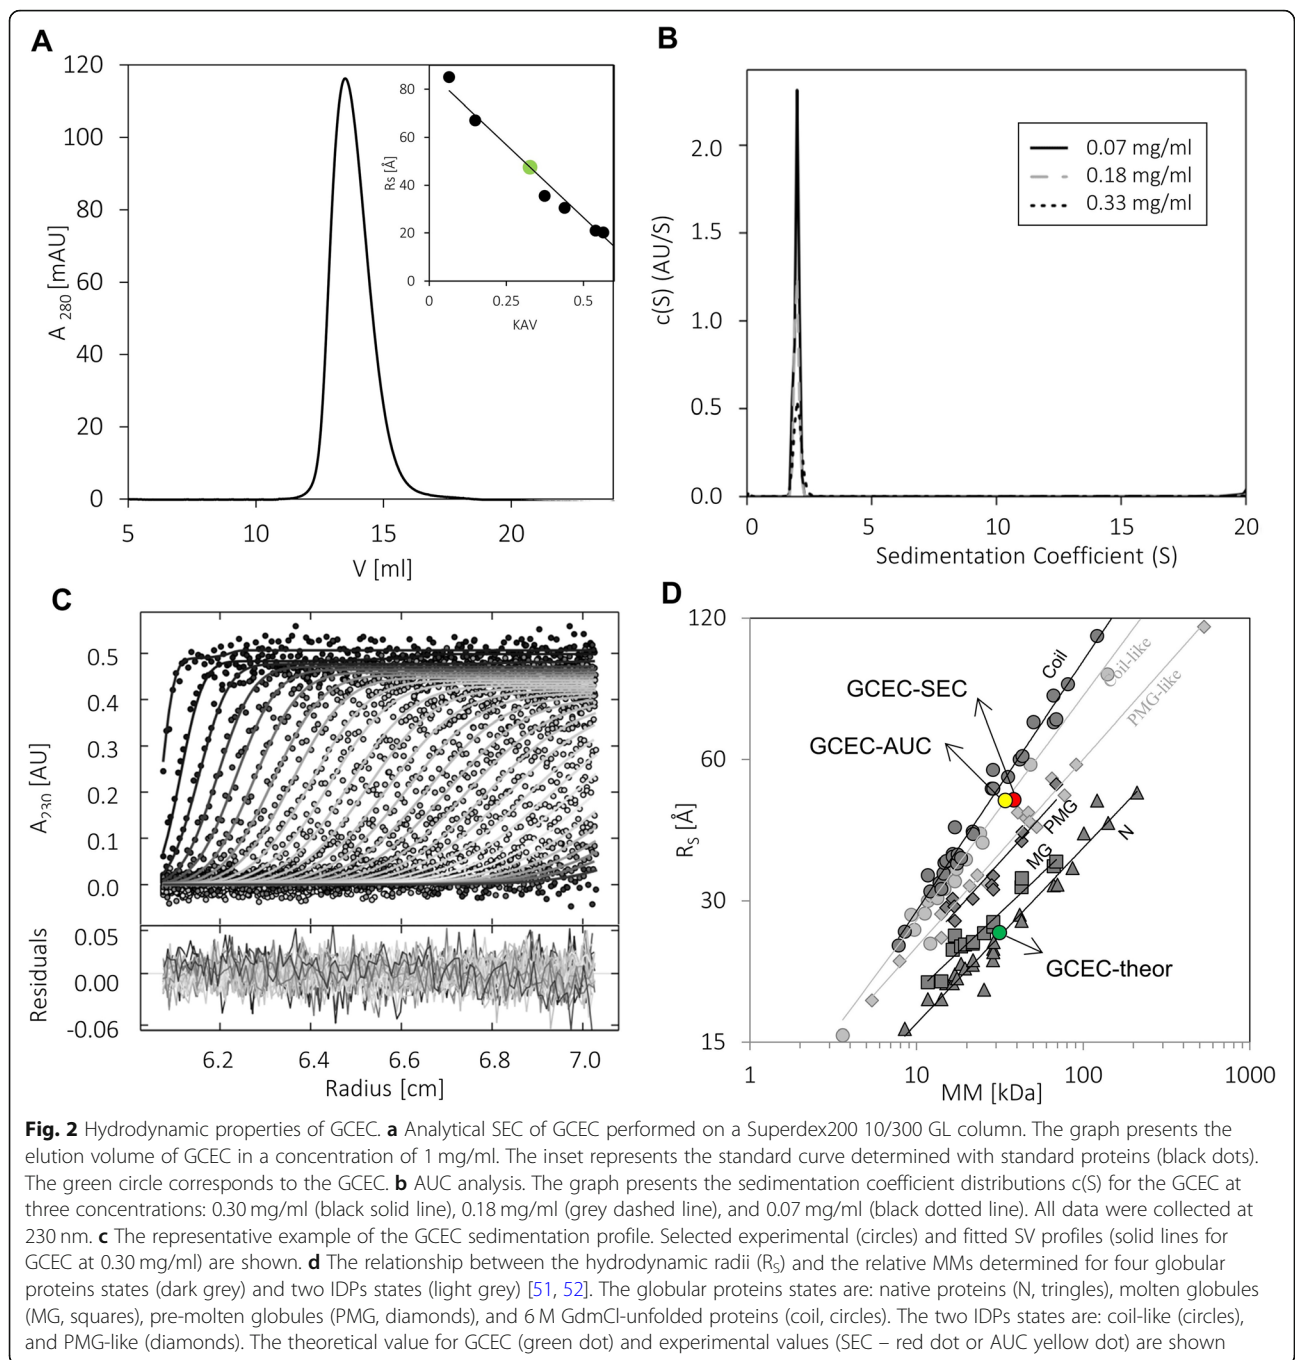 A
120
100
80
60
40
20
0
A 280 [mAU]
5
10
15
20
V [ml]
80
60
40
20
0
Rs [Å]
0
0.25
0.5
KAV
B
2.0
1.5
1.0
0.5
0.0
c(S) (AU/S)
0.07 mg/ml
0.18 mg/ml
0.33 mg/ml
0
5
10
15
20
Sedimentation Coefficient (S)
C
0.5
0.4
0.3
0.2
0.1
0.0
A230 [AU]
0.05
0.00
-0.06
Residuals
6.2
6.4
6.6
6.8
7.0
Radius [cm]
D
120
60
30
15
RS [Å]
GCEC-SEC
GCEC-AUC
Coil
Coil-like
PMG-like
PMG
MG
N
GCEC-theor
1
10
100
1000
MM [kDa]
Fig. 2 Hydrodynamic properties of GCEC. a Analytical SEC of GCEC performed on a Superdex200 10/300 GL column. The graph presents the
elution volume of GCEC in a concentration of 1 mg/ml. The inset represents the standard curve determined with standard proteins (black dots).
The green circle corresponds to the GCEC. b AUC analysis. The graph presents the sedimentation coefficient distributions c(S) for the GCEC at
three concentrations: 0.30 mg/ml (black solid line), 0.18 mg/ml (grey dashed line), and 0.07 mg/ml (black dotted line). All data were collected at
230 nm. c The representative example of the GCEC sedimentation profile. Selected experimental (circles) and fitted SV profiles (solid lines for
GCEC at 0.30 mg/ml) are shown. d The relationship between the hydrodynamic radii (RS) and the relative MMs determined for four globular
proteins states (dark grey) and two IDPs states (light grey) [51, 52]. The globular proteins states are: native proteins (N, tringles), molten globules
(MG, squares), pre-molten globules (PMG, diamonds), and 6 M GdmCl-unfolded proteins (coil, circles). The two IDPs states are: coil-like (circles),
and PMG-like (diamonds). The theoretical value for GCEC (green dot) and experimental values (SEC – red dot or AUC yellow dot) are shown